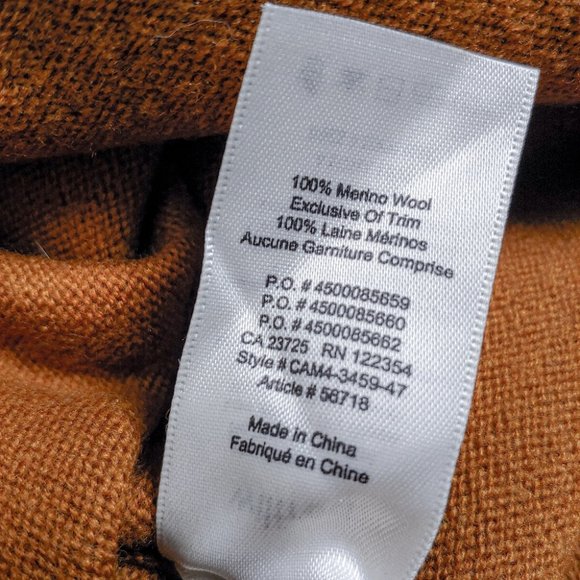 100% Merino Wool
Exclusive Of Trim
100% Laine Mérinos
Aucune Garniture Comprise
P.O. # 4500085659
P.O. # 4500085660
P.O. # 4500085662
CA 23725 RN 122354
Style # CAM4-3459-47
Article # 56718
Made in China
Fabriqué en Chine